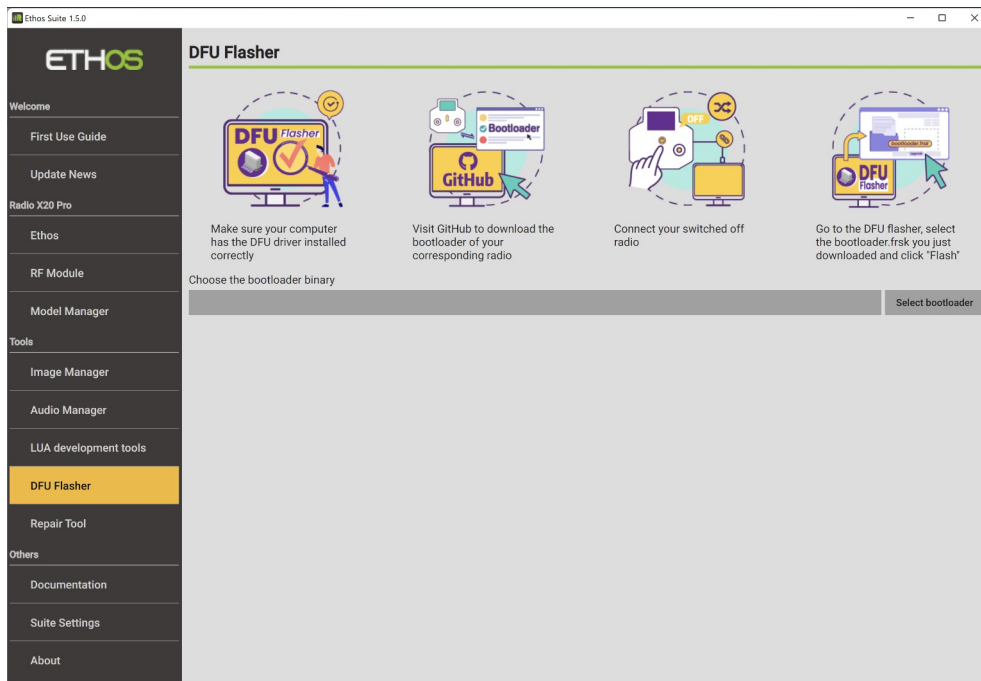 Ethos Suite 1.5.0
ETHOS
Welcome
First Use Guide
Update News
Radio X20 Pro
Ethos
RF Module
Model Manager
Tools
Image Manager
Audio Manager
LUA development tools
DFU Flasher
Repair Tool
Others
Documentation
Suite Settings
About
DFU Flasher
DFU Flasher
Make sure your computer
has the DFU driver installed
correctly
Bootloader
GitHub
Visit GitHub to download the
bootloader of your
corresponding radio
OFF
Connect your switched off
radio
bootloader.frsk
DFU
Flasher
Go to the DFU flasher, select
the bootloader.frsk you just
downloaded and click "Flash"
Choose the bootloader binary
Select bootloader